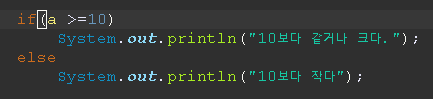 if(a >=10)
System.out.println("10보다 같거나 크다.");
else
System.out.println("10보다 작다");